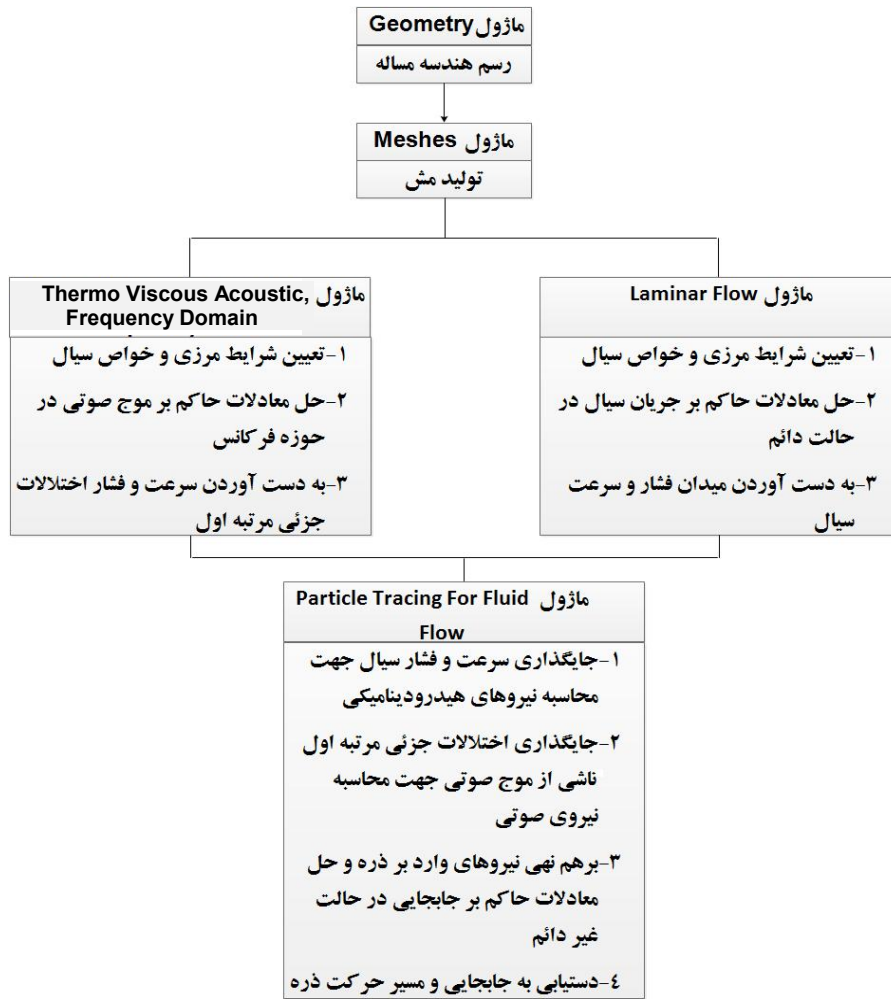 ماژول Geometry
رسم هندسه مساله
ماژول Meshes
تولید مش
ماژول Thermo Viscous Acoustic,
Frequency Domain
۱-تعیین شرایط مرزی و خواص سیال
۲-حل معادلات حاکم بر موج صوتی در
حوزه فرکانس
۳-به دست آوردن سرعت و فشار اختلالات
جزئی مرتبه اول
ماژول Laminar Flow
۱-تعیین شرایط مرزی و خواص سیال
۲-حل معادلات حاکم بر جریان سیال در
حالت دائم
۳-به دست آوردن میدان فشار و سرعت
سیال
ماژول Particle Tracing For Fluid
Flow
۱-جایگذاری سرعت و فشار سیال جهت
محاسبه نیروهای هیدرودینامیکی
۲-جایگذاری اختلالات جزئی مرتبه اول
ناشی از موج صوتی جهت محاسبه
نیروی صوتی
۳-برهم نهی نیروهای وارد بر ذره و حل
معادلات حاکم بر جابجایی در حالت
غیر دائم
۴-دستیابی به جابجایی و مسیر حرکت ذره